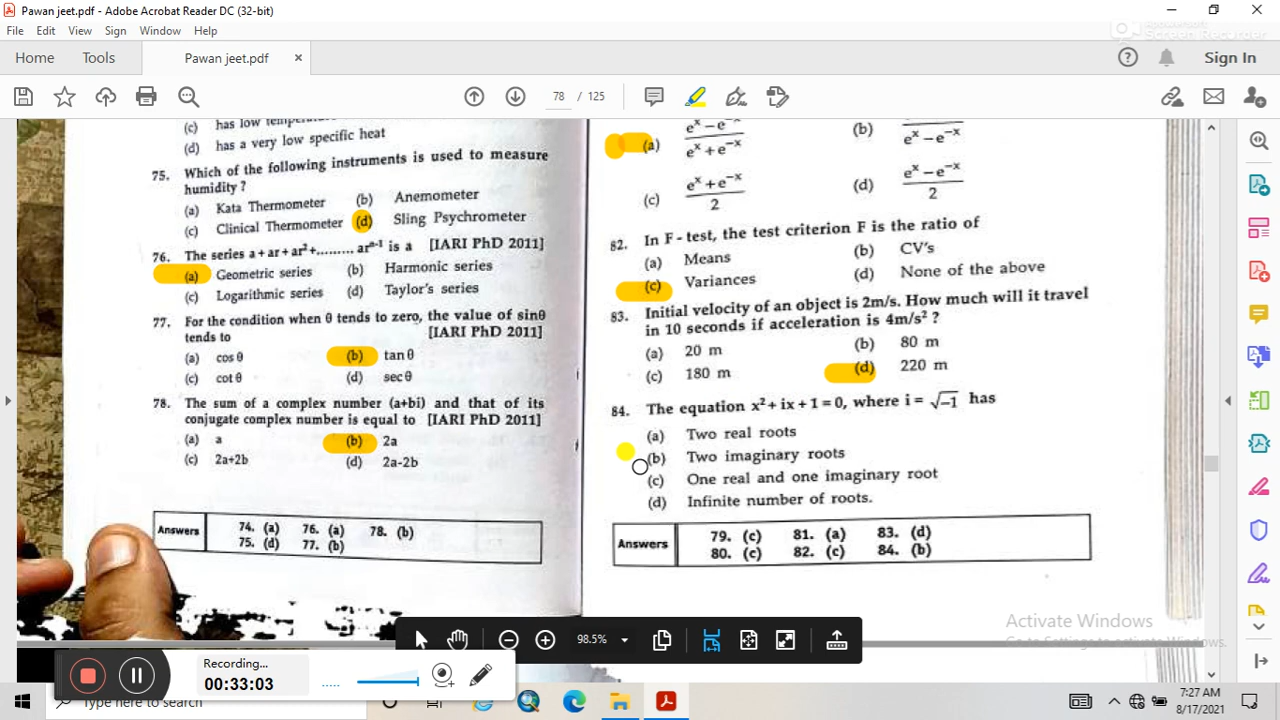 Pawan jeet.pdf - Adobe Acrobat Reader DC (32-bit)
File Edit View Sign Window Help
Screen Recorder
Home Tools Pawan jeet.pdf × Sign In
78 / 125
(c) has low
(d) has a very low specific heat
75. Which of the following instruments is used to measure
humidity ?
(a) Kata Thermometer (b) Anemometer
(c) Clinical Thermometer (d) Sling Psychrometer
76. The series a + ar + ar²+......... arⁿ⁻¹ is a [IARI PhD 2011]
(a) Geometric series (b) Harmonic series
(c) Logarithmic series (d) Taylor's series
77. For the condition when θ tends to zero, the value of sinθ
tends to [IARI PhD 2011]
(a) cos θ (b) tan θ
(c) cot θ (d) sec θ
78. The sum of a complex number (a+bi) and that of its
conjugate complex number is equal to [IARI PhD 2011]
(a) a (b) 2a
(c) 2a+2b (d) 2a-2b
Answers
74. (a) 76. (a) 78. (b)
75. (d) 77. (b)
(a) eˣ – e⁻ˣ / eˣ + e⁻ˣ (b) eˣ – e⁻ˣ
(c) eˣ + e⁻ˣ / 2 (d) eˣ – e⁻ˣ / 2
82. In F - test, the test criterion F is the ratio of
(a) Means (b) CV's
(c) Variances (d) None of the above
83. Initial velocity of an object is 2m/s. How much will it travel
in 10 seconds if acceleration is 4m/s² ?
(a) 20 m (b) 80 m
(c) 180 m (d) 220 m
84. The equation x² + ix + 1 = 0, where i = √–1 has
(a) Two real roots
(b) Two imaginary roots
(c) One real and one imaginary root
(d) Infinite number of roots.
Answers
79. (c) 81. (a) 83. (d)
80. (c) 82. (c) 84. (b)
Activate Windows
Go to Settings to activate Windows.
98.5%
Recording...
00:33:03
Type here to search
7:27 AM
8/17/2021